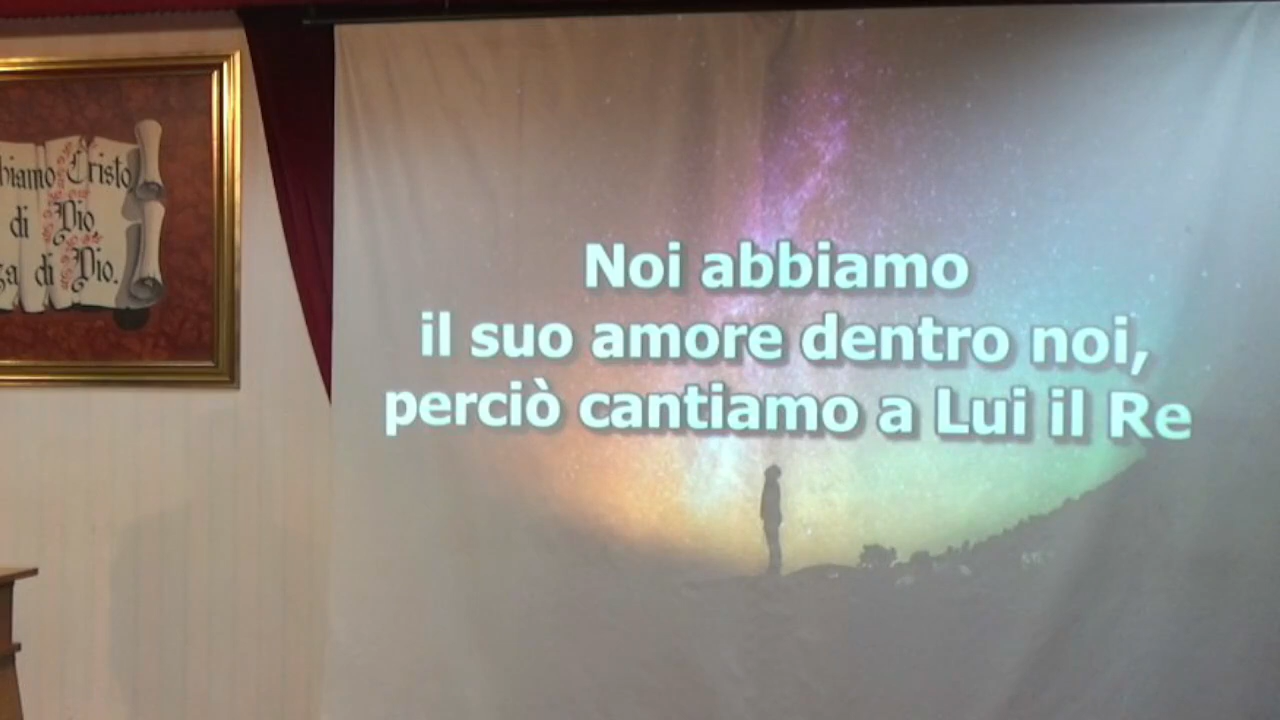 Cristo
di Dio,
di Dio.
Noi abbiamo
il suo amore dentro noi,
perciò cantiamo a Lui il Re